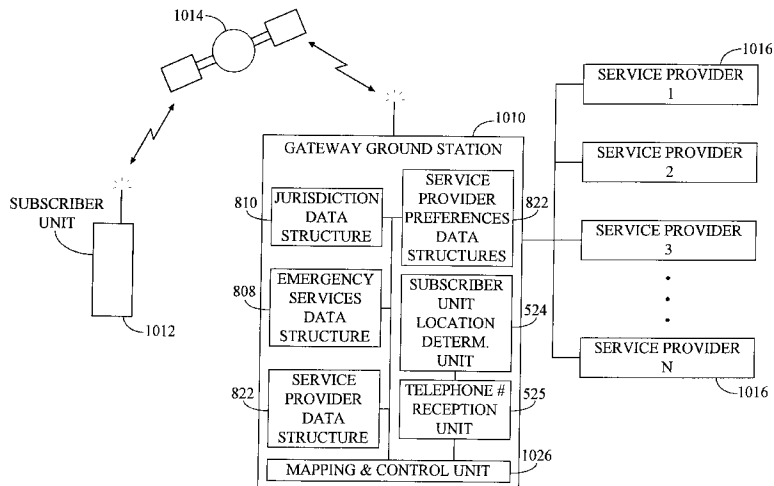 1014
SUBSCRIBER
UNIT
1012
1010
GATEWAY GROUND STATION
810
JURISDICTION
DATA
STRUCTURE
SERVICE
PROVIDER
PREFERENCES
DATA
STRUCTURES
822
808
EMERGENCY
SERVICES
DATA
STRUCTURE
SUBSCRIBER
UNIT
LOCATION
DETERM.
UNIT
524
822
SERVICE
PROVIDER
DATA
STRUCTURE
TELEPHONE #
RECEPTION
UNIT
525
MAPPING & CONTROL UNIT
1026
1016
SERVICE PROVIDER
1
SERVICE PROVIDER
2
SERVICE PROVIDER
3
SERVICE PROVIDER
N
1016